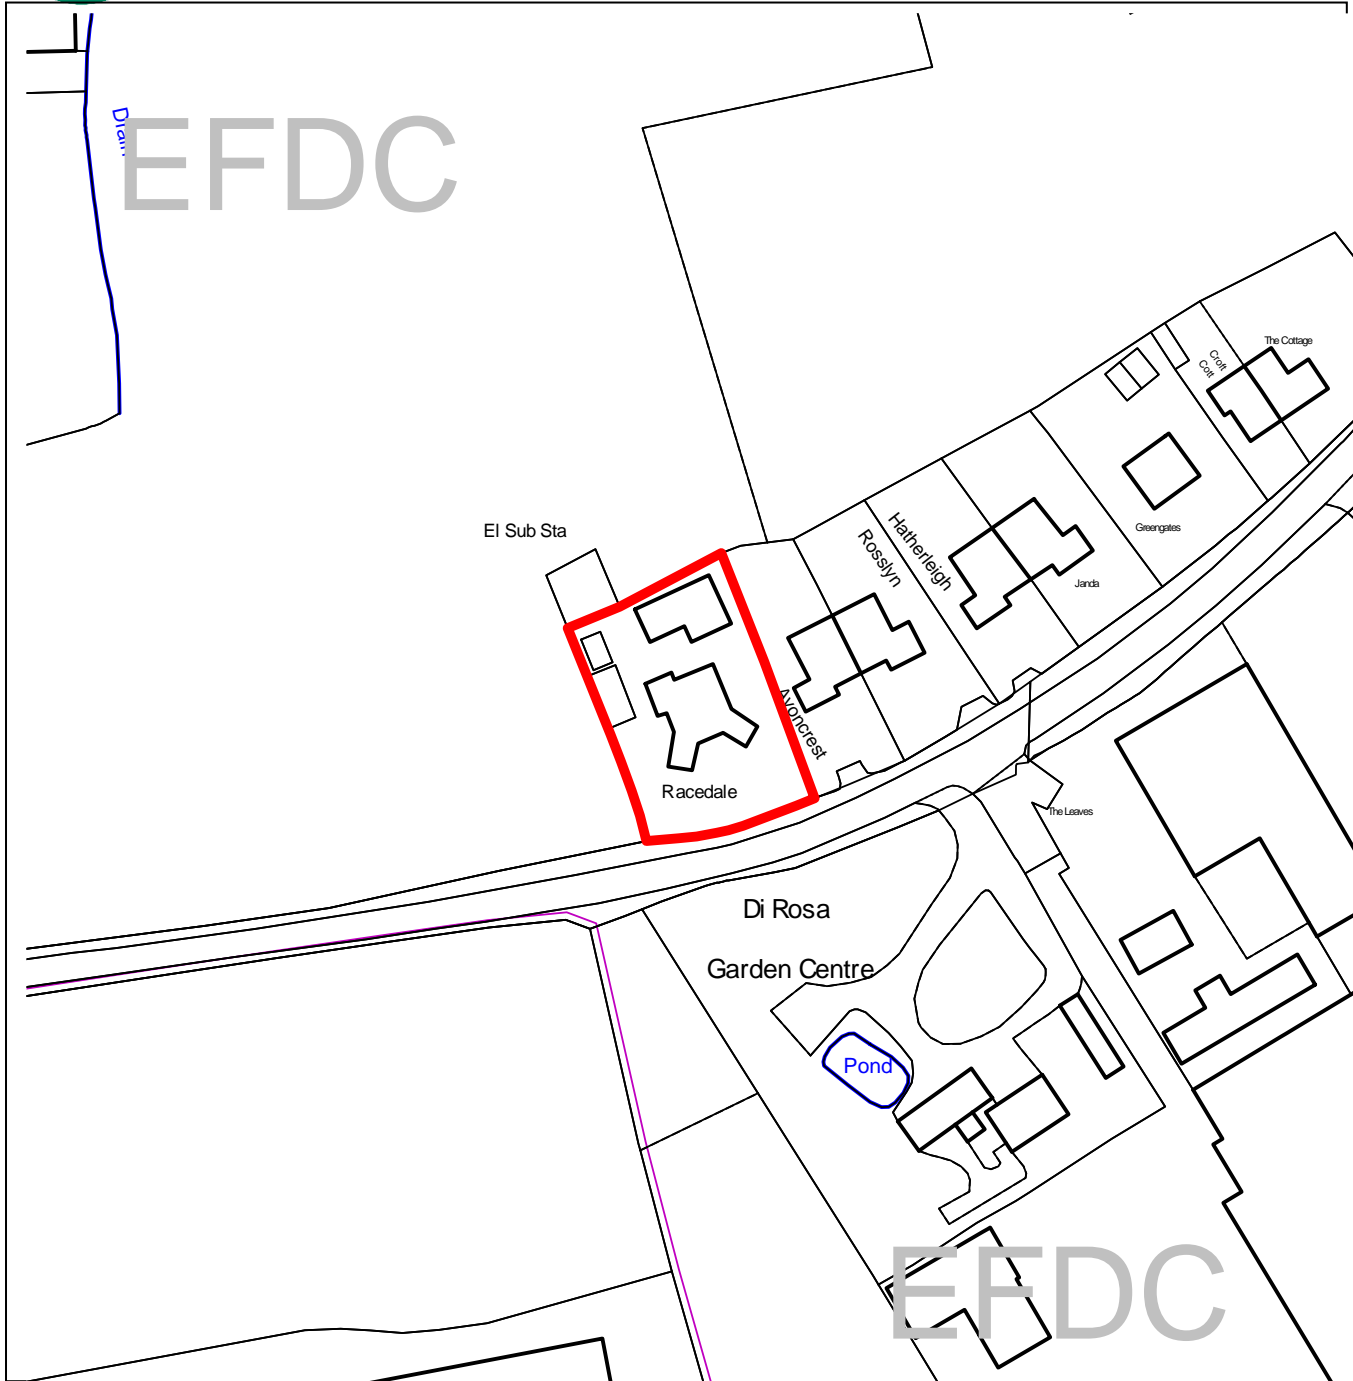 Drain
EFDC
The Cottage
Croft
Cott
El Sub Sta
Rosslyn
Hatherleigh
Greengates
Janda
Avoncrest
Racedale
The Leaves
Di Rosa
Garden Centre
Pond
EFDC